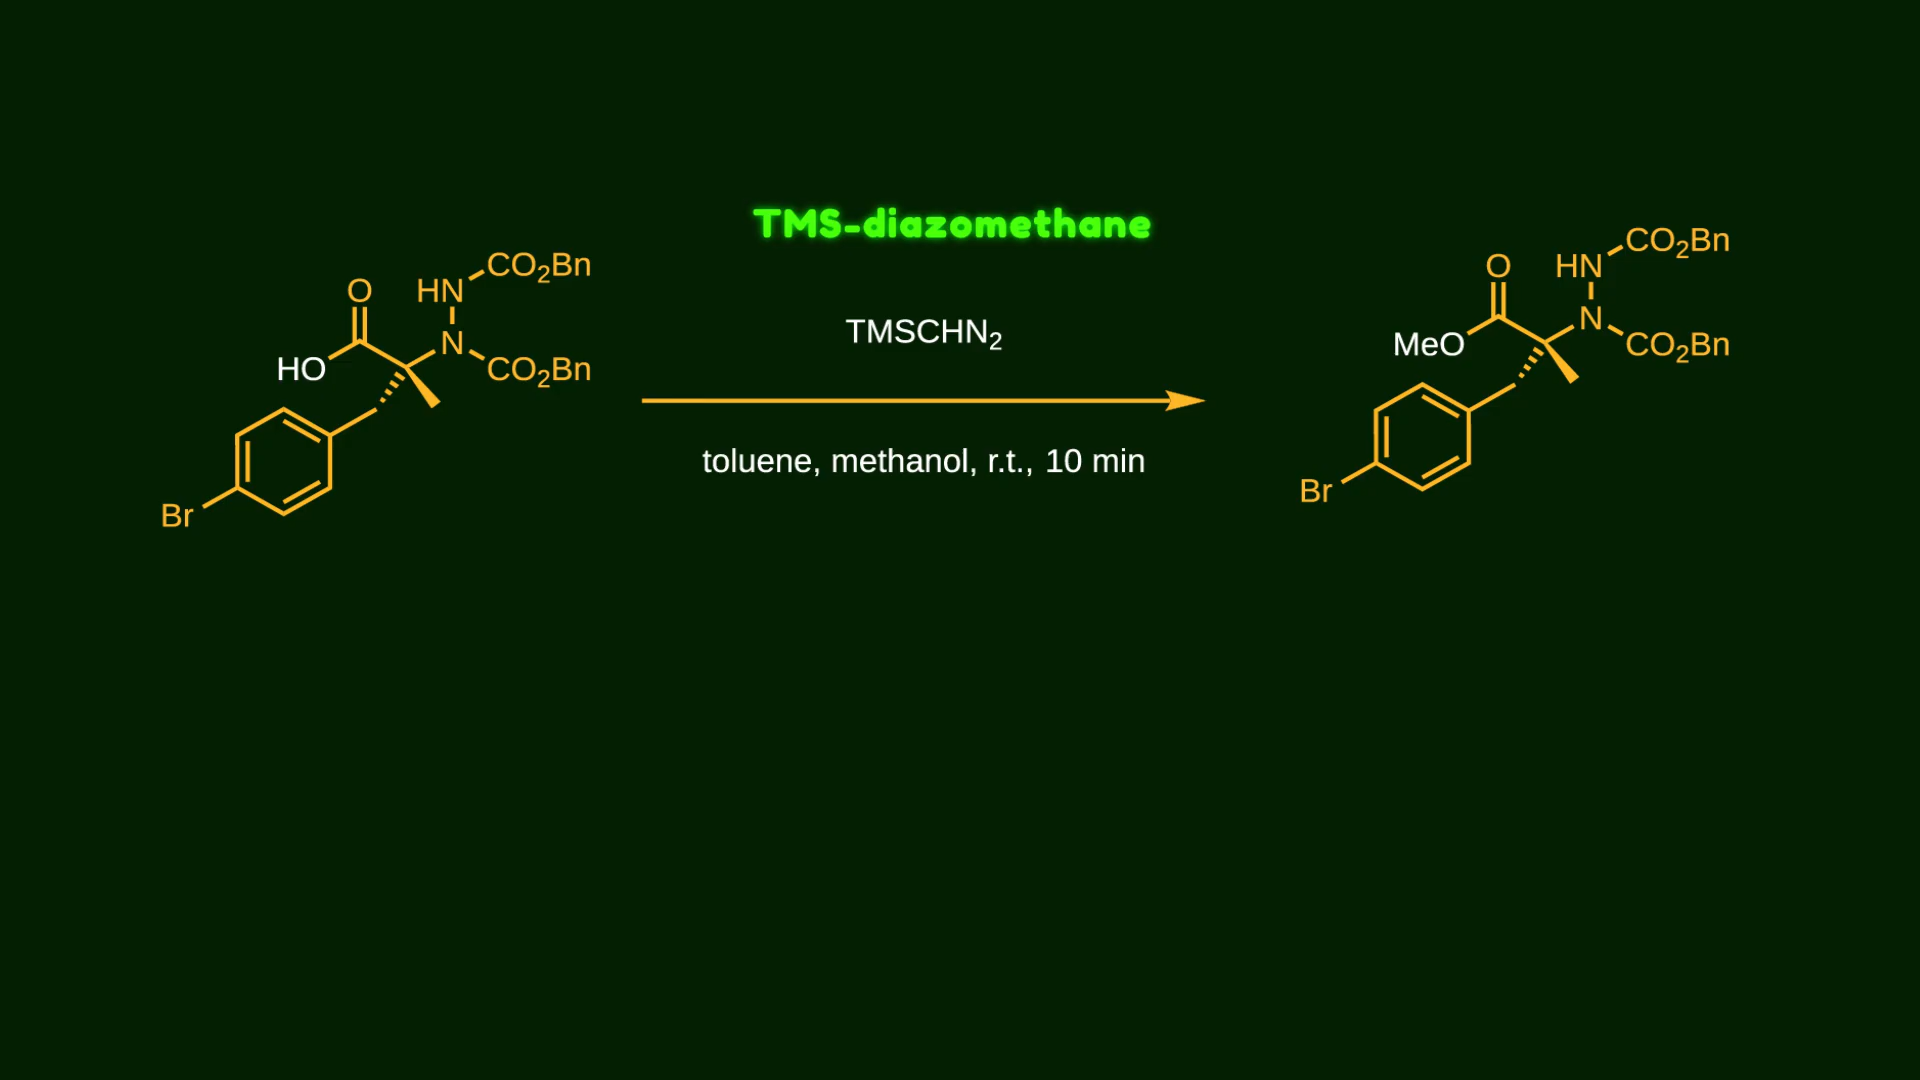 TMS-diazomethane
O
HN
CO₂Bn
HO
N
CO₂Bn
Br
TMSCHN₂
toluene, methanol, r.t., 10 min
O
HN
CO₂Bn
MeO
N
CO₂Bn
Br